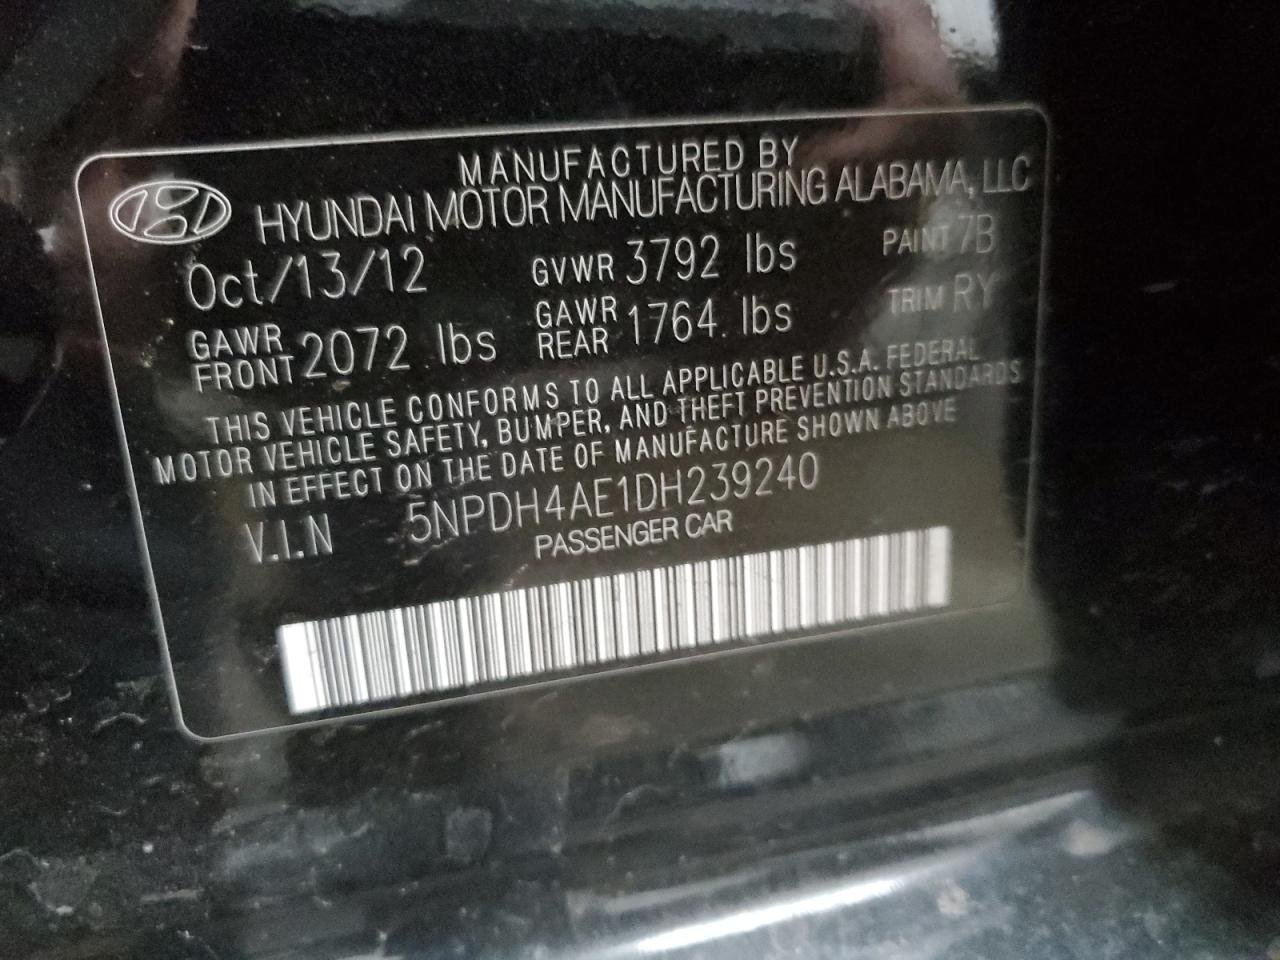 MANUFACTURED BY
HYUNDAI MOTOR MANUFACTURING ALABAMA, LLC
Oct/13/12 GVWR 3792 lbs PAINT 7B
GAWR FRONT 2072 lbs GAWR REAR 1764 lbs TRIM RY
THIS VEHICLE CONFORMS TO ALL APPLICABLE U.S.A. FEDERAL
MOTOR VEHICLE SAFETY, BUMPER, AND THEFT PREVENTION STANDARDS
IN EFFECT ON THE DATE OF MANUFACTURE SHOWN ABOVE
V.I.N 5NPDH4AE1DH239240
PASSENGER CAR